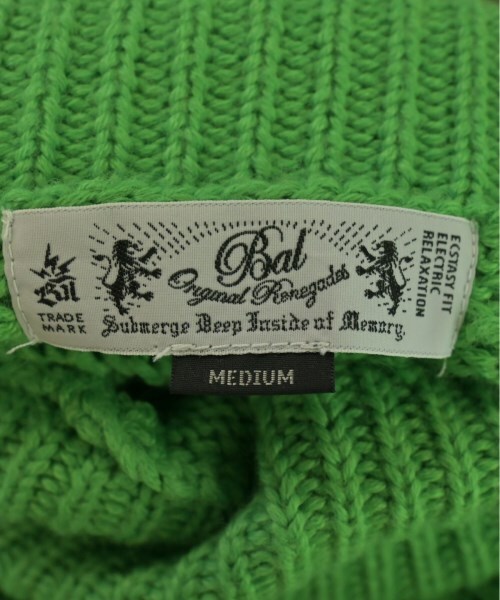 Bal
TRADE
MARK
Bal
Original Renegades
Submerge Deep Inside of Memory.
ECSTASY FIT
ELECTRIC
RELAXATION
MEDIUM